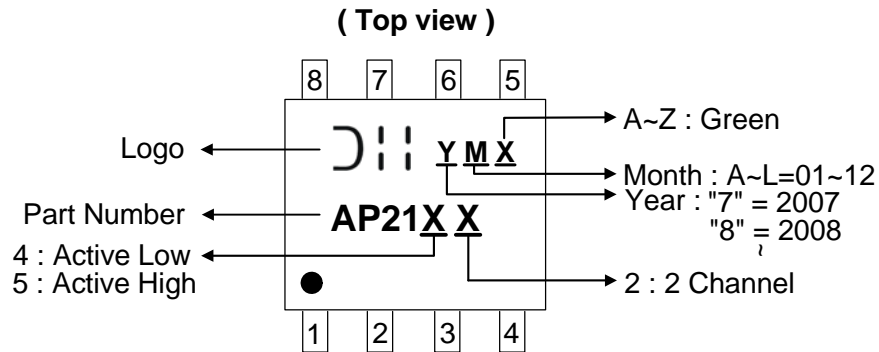 ( Top view )
8 7 6 5
Logo
Y M X
A~Z : Green
Month : A~L=01~12
Year : "7" = 2007
"8" = 2008
~
Part Number
AP21X X
4 : Active Low
5 : Active High
2 : 2 Channel
1 2 3 4